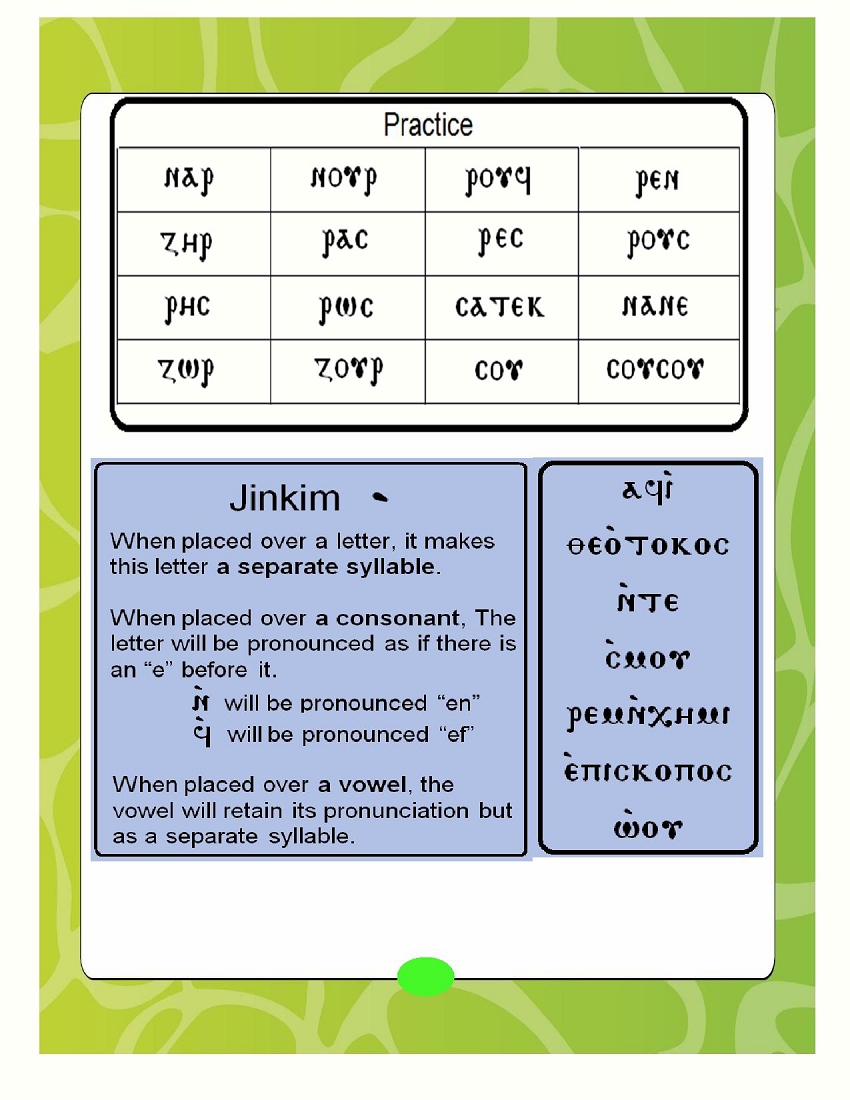 Practice
ⲛⲁⲣ ⲛⲟⲩⲣ ⲣⲟⲩϥ ⲣⲉⲛ
ⲍⲏⲣ ⲣⲁⲥ ⲣⲉⲥ ⲣⲟⲩⲥ
ⲣⲏⲥ ⲣⲱⲥ ⲥⲁⲧⲉⲕ ⲛⲁⲛⲉ
ⲍⲱⲣ ⲍⲟⲩⲣ ⲥⲟⲩ ⲥⲟⲩⲥⲟⲩ
Jinkim `
When placed over a letter, it makes
this letter a separate syllable.
When placed over a consonant, The
letter will be pronounced as if there is
an “e” before it.
ⲛ̀ will be pronounced “en”
ϥ̀ will be pronounced “ef”
When placed over a vowel, the
vowel will retain its pronunciation but
as a separate syllable.
ⲁϥⲓ̀
ⲑⲉⲟ̀ⲧⲟⲕⲟⲥ
ⲛ̀ⲧⲉ
ⲥ̀ⲙⲟⲩ
ⲣⲉⲙⲛ̀ⲭⲏⲙⲓ
ⲉ̀ⲡⲓⲥⲕⲟⲡⲟⲥ
ⲱ̀ⲟⲩ